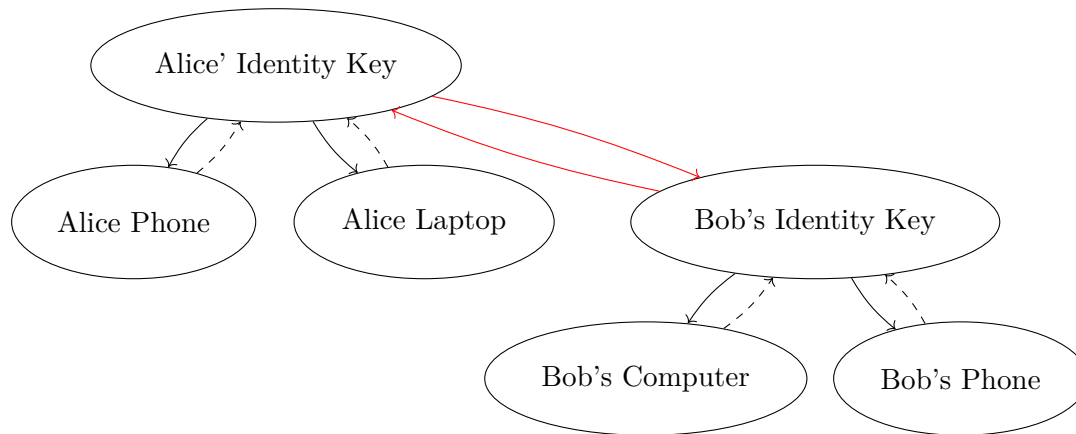 Alice' Identity Key
Alice Phone
Alice Laptop
Bob's Identity Key
Bob's Computer
Bob's Phone